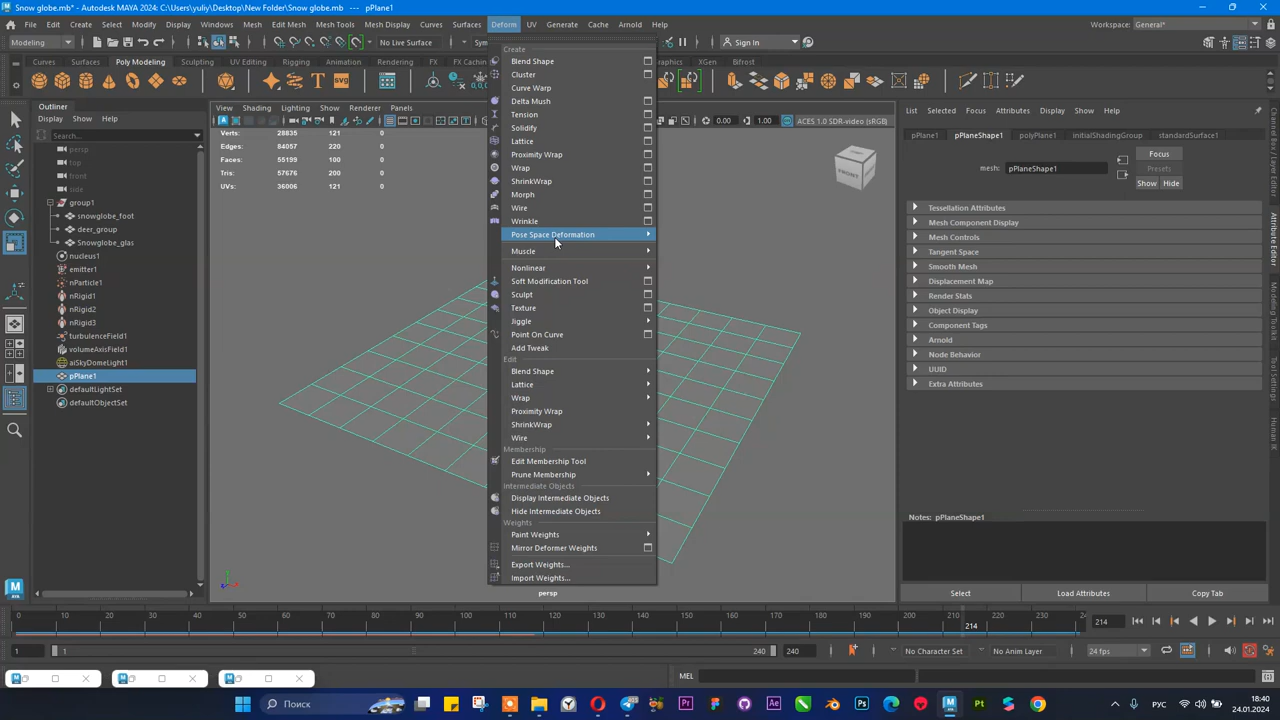 Snow globe.mb* - Autodesk MAYA 2024: C:\Users\yuliy\Desktop\New Folder\Snow globe.mb --- pPlane1
File Edit Create Select Modify Display Windows Mesh Edit Mesh Mesh Tools Mesh Display Curves Surfaces Deform UV Generate Cache Arnold Help
Workspace: General*
Modeling
No Live Surface
Sign In
Curves Surfaces Poly Modeling Sculpting UV Editing Rigging Animation Rendering
XGen Bifrost
Outliner
Display Show Help
Search...
persp
top
front
side
group1
snowglobe_foot
deer_group
Snowglobe_glas
nucleus1
emitter1
nParticle1
nRigid1
nRigid2
nRigid3
turbulenceField1
volumeAxisField1
aiSkyDomeLight1
pPlane1
defaultLightSet
defaultObjectSet
View Shading Lighting Show Renderer Panels
0.00 1.00 ACES 1.0 SDR-video (sRGB)
Verts: 28835 121 0
Edges: 84057 220 0
Faces: 55199 100 0
Tris: 57676 200 0
UVs: 36006 121 0
FRONT
persp
Create
Blend Shape
Cluster
Curve Warp
Delta Mush
Tension
Solidify
Lattice
Proximity Wrap
Wrap
ShrinkWrap
Morph
Wire
Wrinkle
Pose Space Deformation
Muscle
Nonlinear
Soft Modification Tool
Sculpt
Texture
Jiggle
Point On Curve
Add Tweak
Edit
Blend Shape
Lattice
Wrap
Proximity Wrap
ShrinkWrap
Wire
Membership
Edit Membership Tool
Prune Membership
Intermediate Objects
Display Intermediate Objects
Hide Intermediate Objects
Weights
Paint Weights
Mirror Deformer Weights
Export Weights...
Import Weights...
List Selected Focus Attributes Display Show Help
pPlane1 pPlaneShape1 polyPlane1 initialShadingGroup standardSurface1
mesh: pPlaneShape1
Focus
Presets
Show Hide
Tessellation Attributes
Mesh Component Display
Mesh Controls
Tangent Space
Smooth Mesh
Displacement Map
Render Stats
Object Display
Component Tags
Arnold
Node Behavior
UUID
Extra Attributes
Notes: pPlaneShape1
Select Load Attributes Copy Tab
Channel Box / Layer Editor
Attribute Editor
Modeling Toolkit
Human IK
0 10 20 30 40 50 60 70 80 90 100 110 120 130 140 150 160 170 180 190 200 210 220 230
214
214
1 1 240 240
No Character Set
No Anim Layer
24 fps
MEL
Поиск
РУС
18:40
24.01.2024